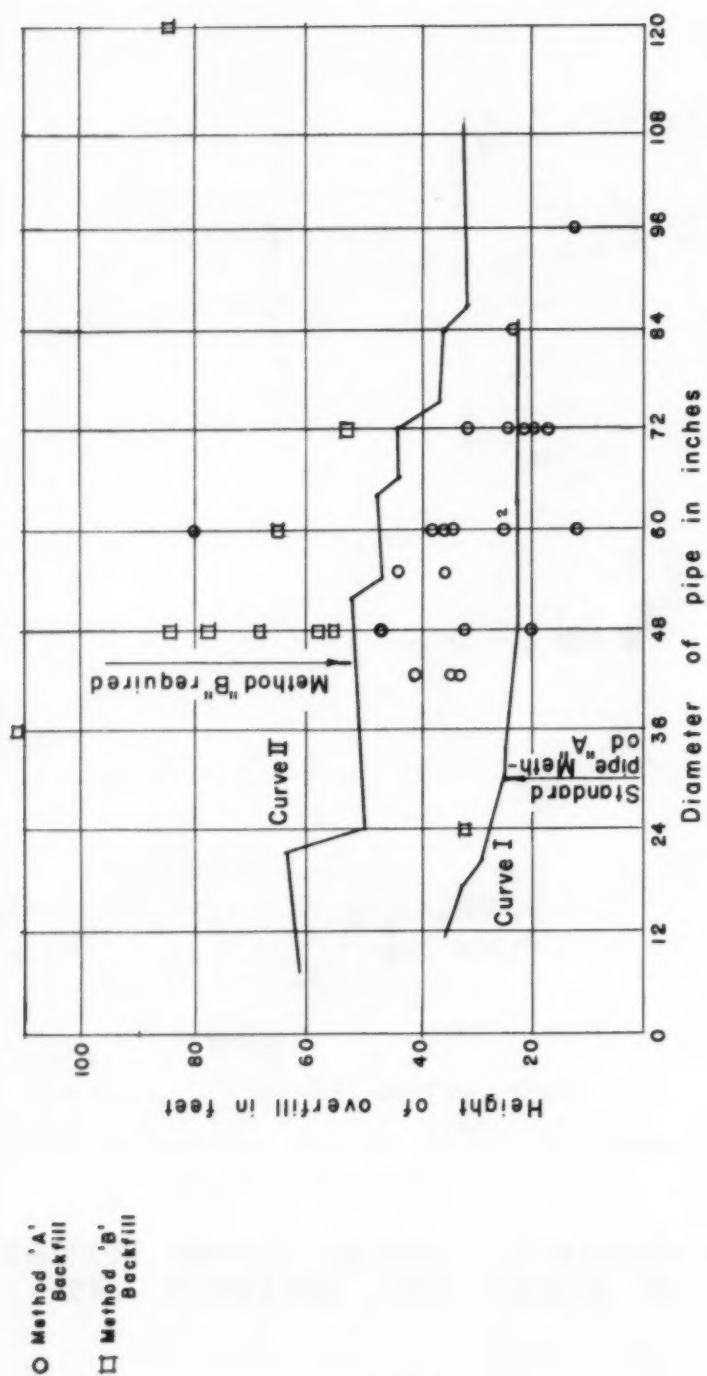 O Method 'A'
Backfill
Method 'B'
Backfill
Height of overfill in feet
100
80
60
40
20
Curve II
Method "B" required
Curve I
Standard
pipe "Meth-
od "A
2
0
12
24
36
48
60
72
84
96
108
120
Diameter of pipe in inches